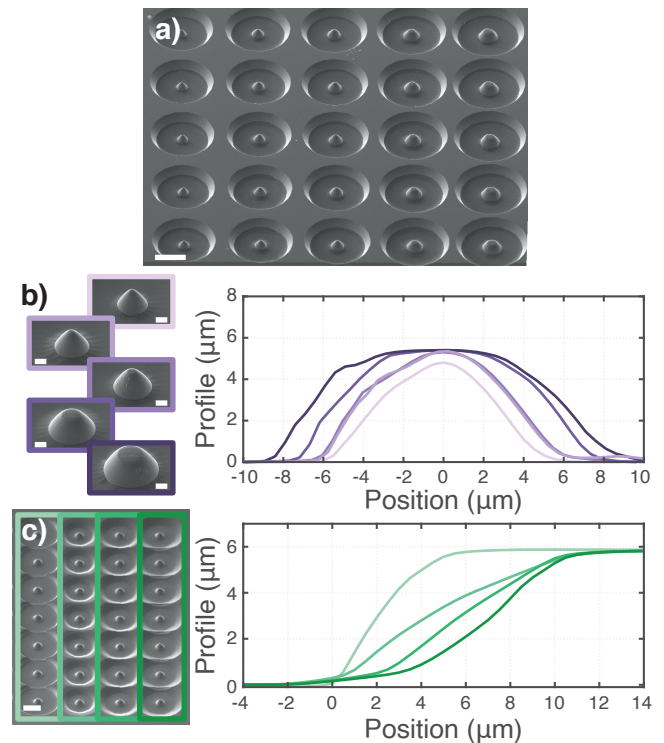 a)
b)
8
6
4
2
0
Profile (µm)
-10 -8 -6 -4 -2 0 2 4 6 8 10
Position (µm)
c)
6
4
2
0
Profile (µm)
-4 -2 0 2 4 6 8 10 12 14
Position (µm)